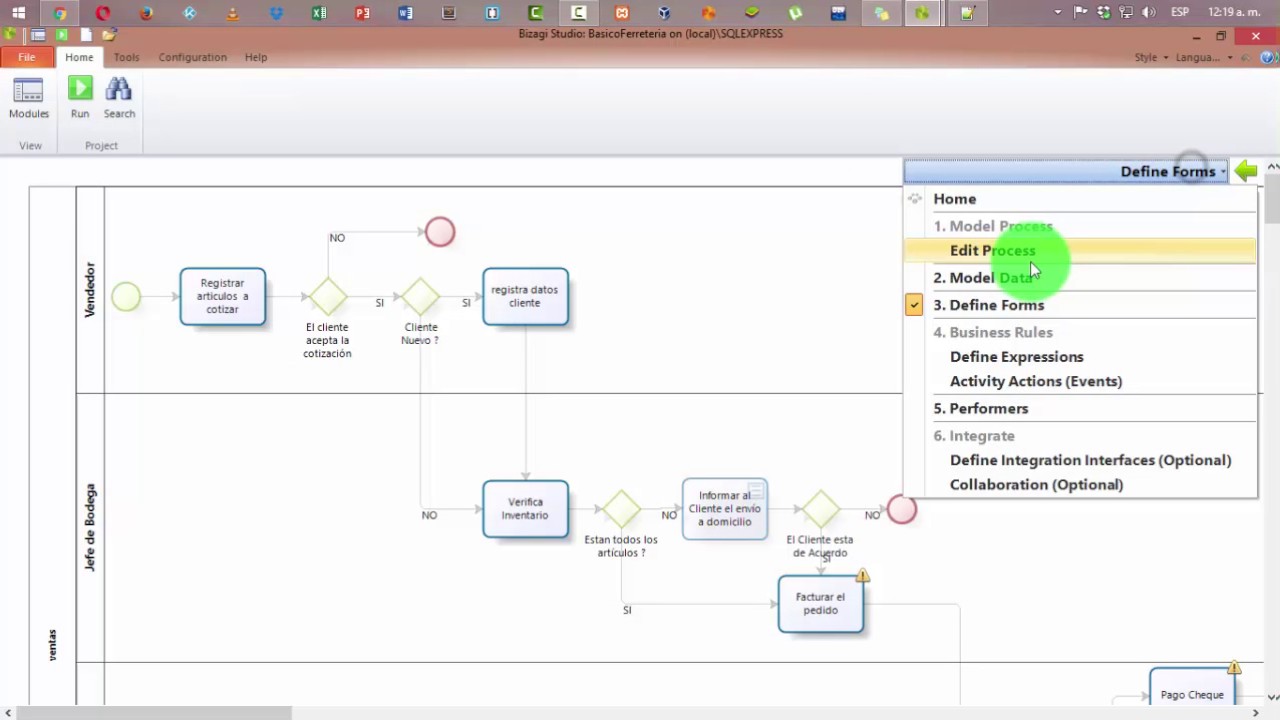 ESP 12:19 a. m.
Bizagi Studio: BasicoFerreteria on (local)\SQLEXPRESS
File Home Tools Configuration Help
Style Langua...
Modules Run Search
View Project
Define Forms
Home
1. Model Process
Edit Process
2. Model Data
3. Define Forms
4. Business Rules
Define Expressions
Activity Actions (Events)
5. Performers
6. Integrate
Define Integration Interfaces (Optional)
Collaboration (Optional)
ventas
Vendedor
Registrar
articulos a
cotizar
NO
El cliente
acepta la
cotización
SI
Cliente
Nuevo ?
SI
registra datos
cliente
Jefe de Bodega
NO
Verifica
Inventario
Estan todos los
artículos ?
NO
SI
Informar al
Cliente el envío
a domicilio
El Cliente esta
de Acuerdo
NO
SI
Facturar el
pedido
Pago Cheque